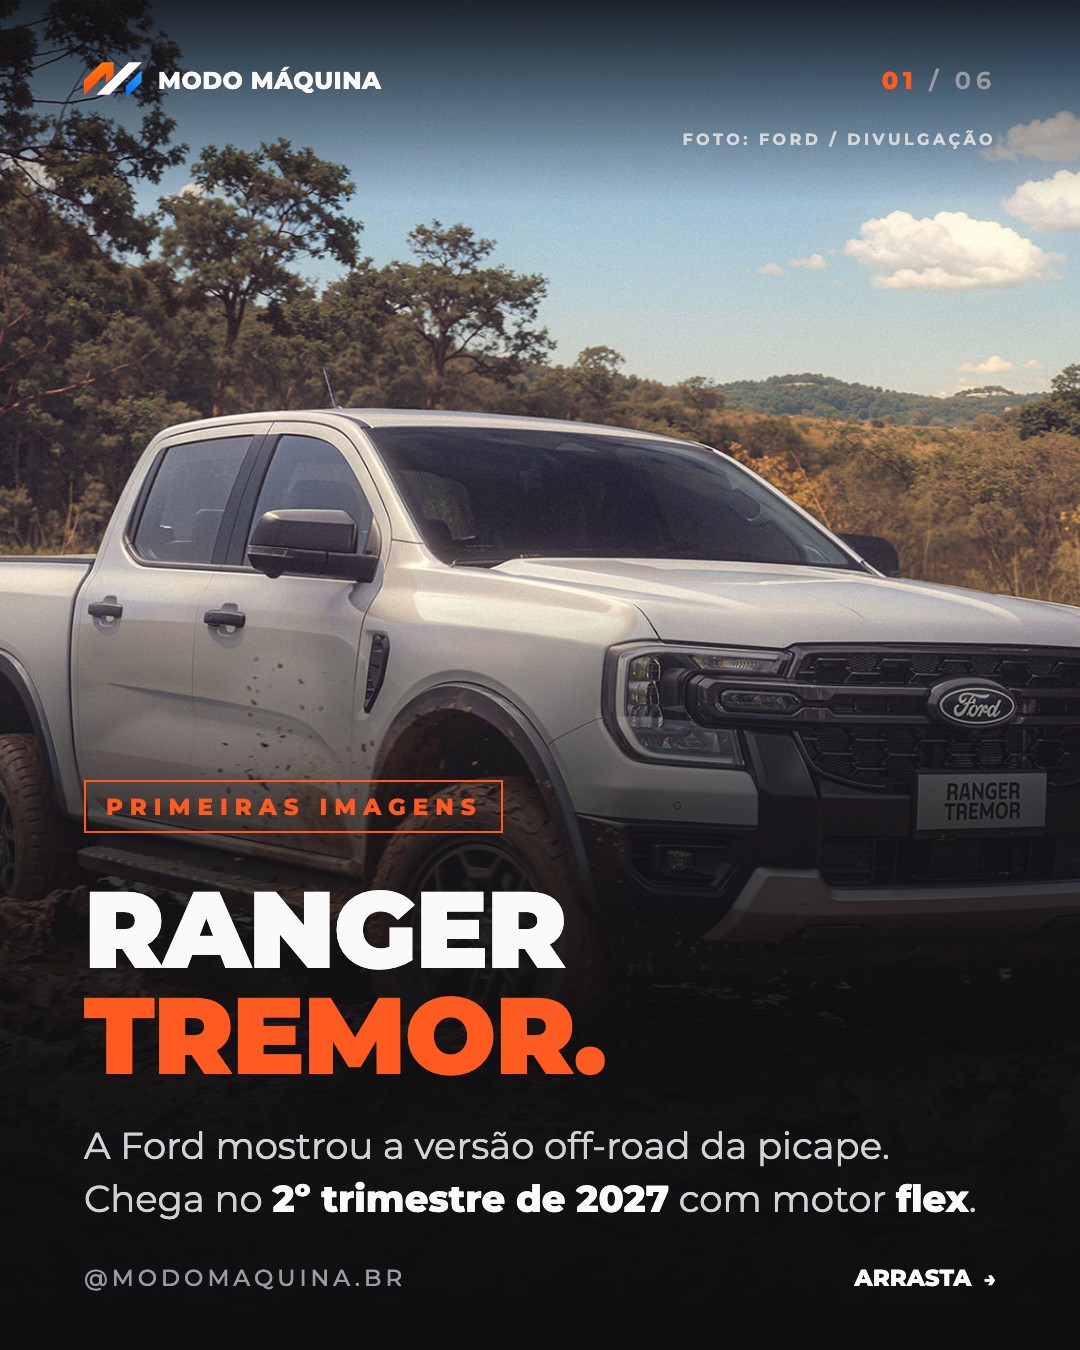 MODO MÁQUINA
01 / 06
FOTO: FORD / DIVULGAÇÃO
Ford
RANGER
TREMOR
PRIMEIRAS IMAGENS
RANGER
TREMOR.
A Ford mostrou a versão off-road da picape.
Chega no 2º trimestre de 2027 com motor flex.
@MODOMAQUINA.BR
ARRASTA →